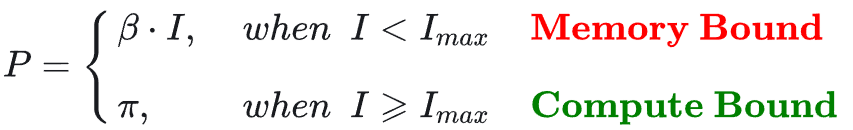 P = { β · I, when I < I_max Memory Bound
π, when I ⩾ I_max Compute Bound